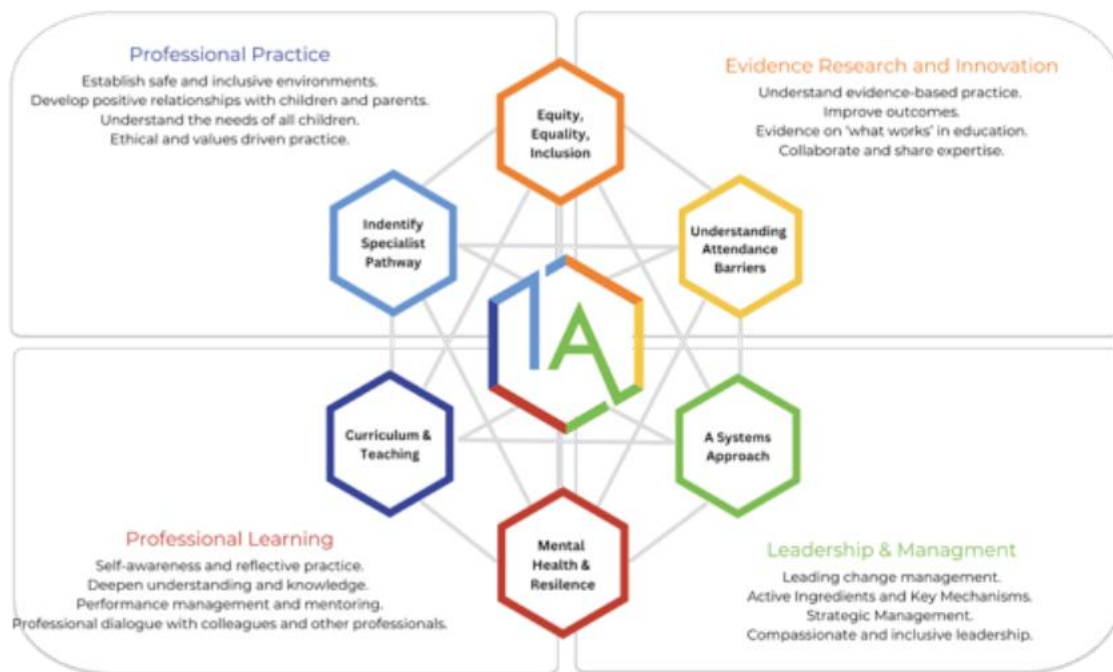 Professional Practice
Establish safe and inclusive environments.
Develop positive relationships with children and parents.
Understand the needs of all children.
Ethical and values driven practice.
Evidence Research and Innovation
Understand evidence-based practice.
Improve outcomes.
Evidence on 'what works' in education.
Collaborate and share expertise.
Equity,
Equality,
Inclusion
Indentify
Specialist
Pathway
Understanding
Attendance
Barriers
1A
Curriculum &
Teaching
A Systems
Approach
Mental
Health &
Resilence
Professional Learning
Self-awareness and reflective practice.
Deepen understanding and knowledge.
Performance management and mentoring.
Professional dialogue with colleagues and other professionals.
Leadership & Managment
Leading change management.
Active Ingredients and Key Mechanisms.
Strategic Management.
Compassionate and inclusive leadership.